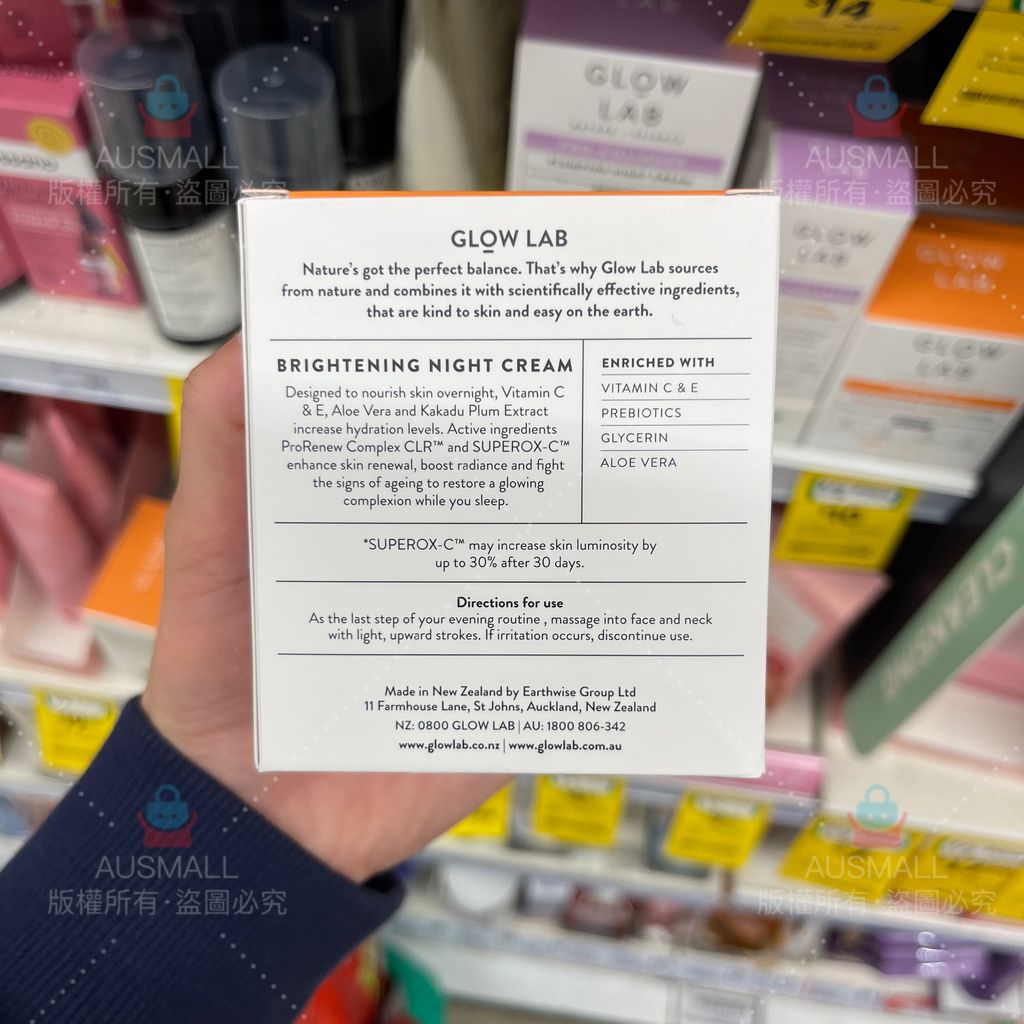 $14
GLOW
LAB
AUSMALL
版權所有·盜圖必究
AUSMALL
版權所有·盜圖必究
GLOW
LAB
GLOW
LAB
GLOW
LAB
GLOW LAB
Nature's got the perfect balance. That's why Glow Lab sources
from nature and combines it with scientifically effective ingredients,
that are kind to skin and easy on the earth.
BRIGHTENING NIGHT CREAM
Designed to nourish skin overnight, Vitamin C
& E, Aloe Vera and Kakadu Plum Extract
increase hydration levels. Active ingredients
ProRenew Complex CLR™ and SUPEROX-C™
enhance skin renewal, boost radiance and fight
the signs of ageing to restore a glowing
complexion while you sleep.
ENRICHED WITH
VITAMIN C & E
PREBIOTICS
GLYCERIN
ALOE VERA
*SUPEROX-C™ may increase skin luminosity by
up to 30% after 30 days.
Directions for use
As the last step of your evening routine , massage into face and neck
with light, upward strokes. If irritation occurs, discontinue use.
Made in New Zealand by Earthwise Group Ltd
11 Farmhouse Lane, St Johns, Auckland, New Zealand
NZ: 0800 GLOW LAB | AU: 1800 806-342
www.glowlab.co.nz | www.glowlab.com.au
CLEANSING
AUSMALL
版權所有·盜圖必究
AUSMALL
版權所有·盜圖必究